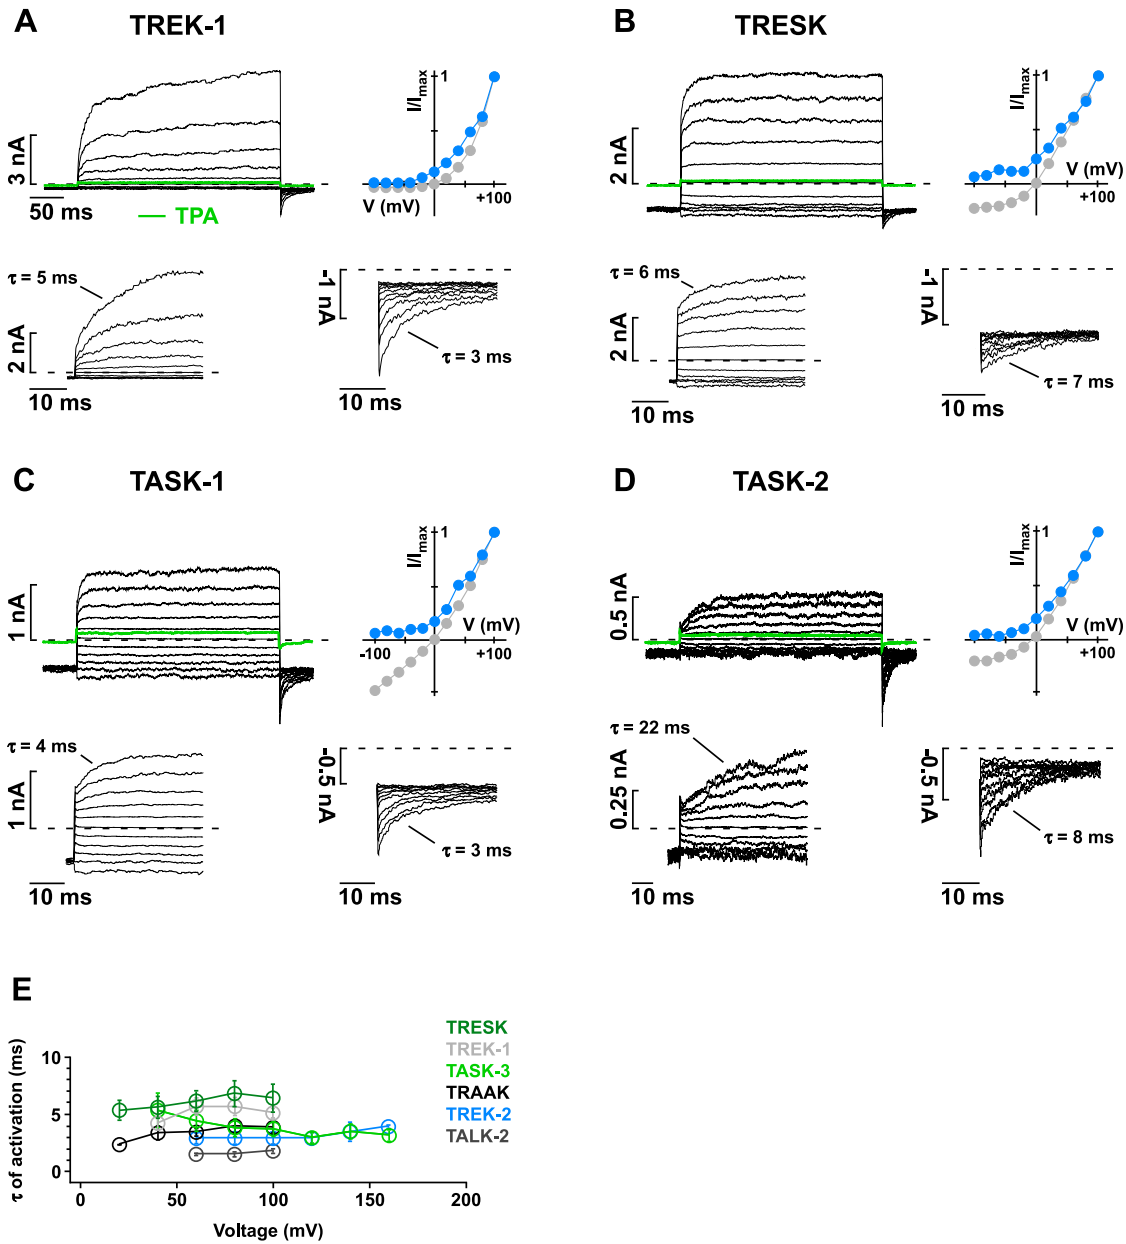 A TREK-1
3 nA
50 ms
TPA
I/Imax
1
V (mV)
+100
τ = 5 ms
2 nA
10 ms
-1 nA
τ = 3 ms
10 ms
B TRESK
2 nA
I/Imax
1
V (mV)
+100
τ = 6 ms
2 nA
10 ms
-1 nA
τ = 7 ms
10 ms
C TASK-1
1 nA
I/Imax
1
V (mV)
-100
+100
τ = 4 ms
1 nA
10 ms
-0.5 nA
τ = 3 ms
10 ms
D TASK-2
0.5 nA
I/Imax
1
V (mV)
+100
τ = 22 ms
0.25 nA
10 ms
-0.5 nA
τ = 8 ms
10 ms
E
τ of activation (ms)
10
5
0
0 50 100 150 200
Voltage (mV)
TRESK
TREK-1
TASK-3
TRAAK
TREK-2
TALK-2